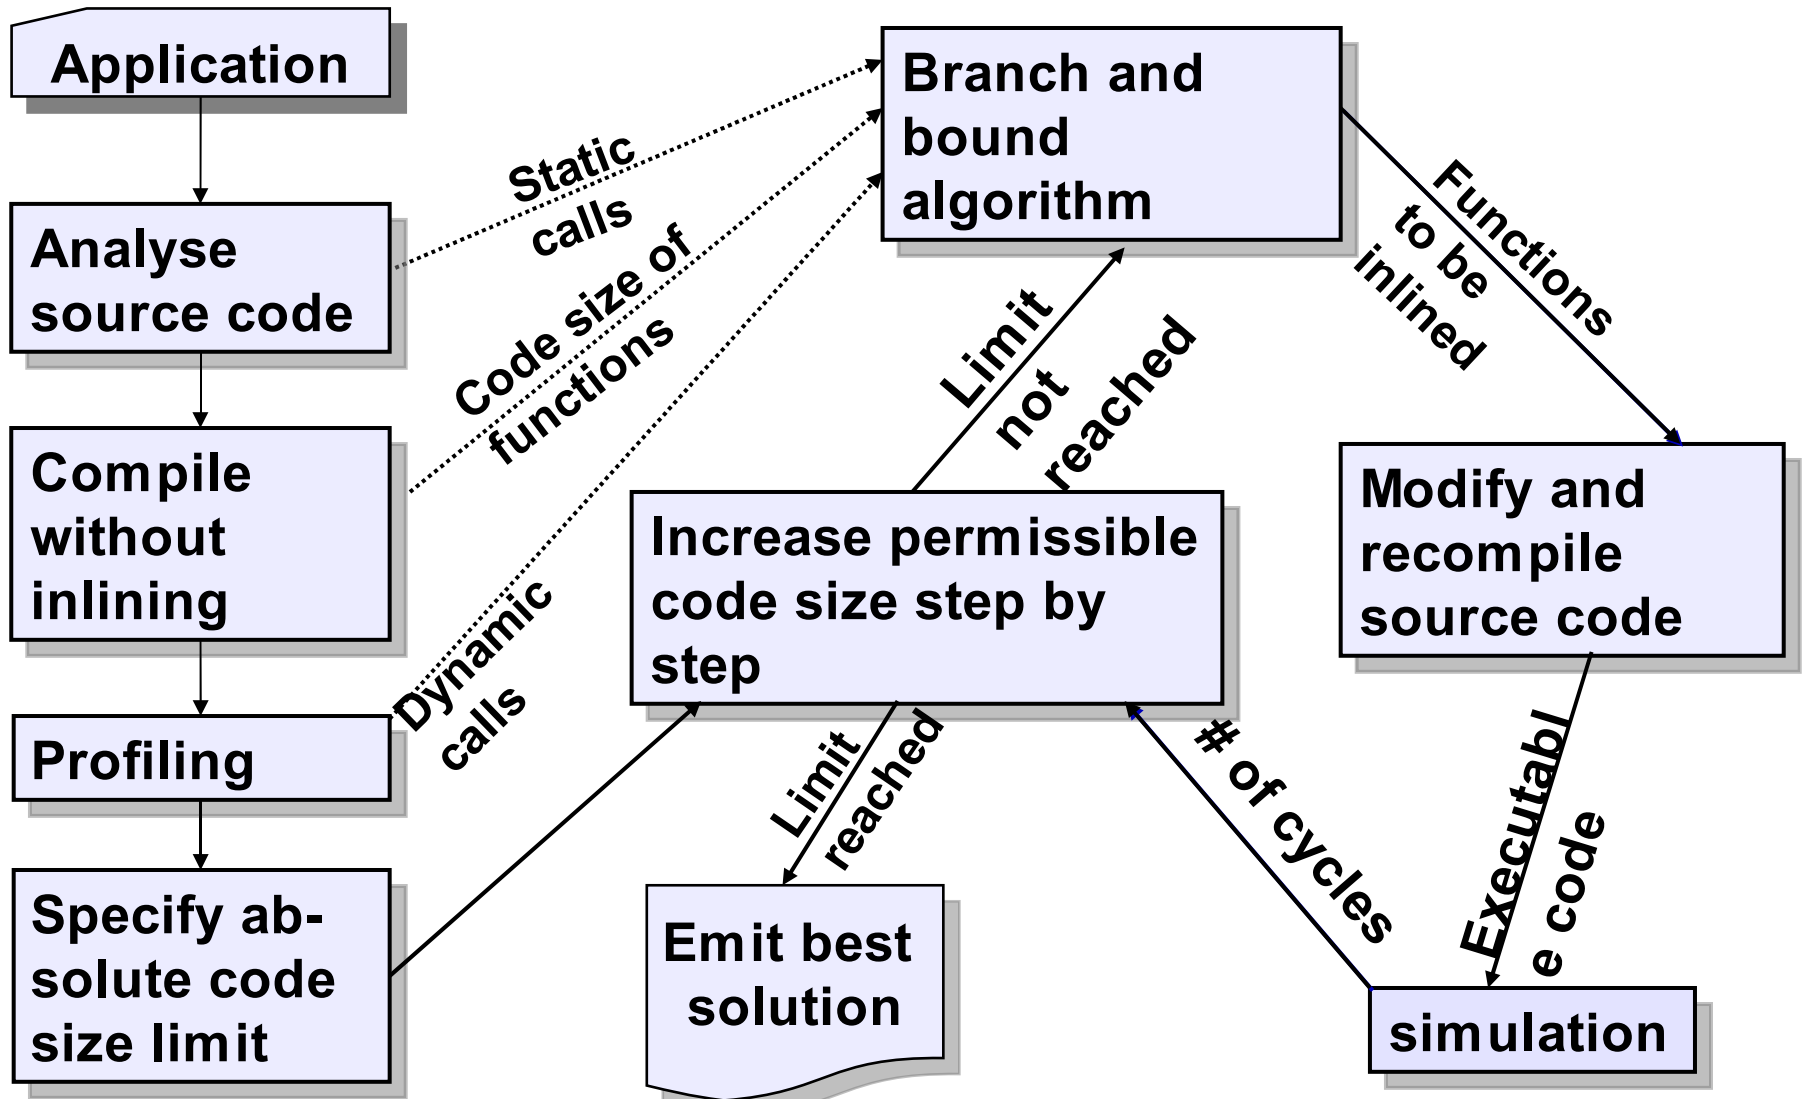 Application
Analyse
source code
Compile
without
inlining
Profiling
Specify ab-
solute code
size limit
Static
calls
Code size of
functions
Dynamic
calls
Branch and
bound
algorithm
Limit
not
reached
Increase permissible
code size step by
step
Limit
reached
Emit best
solution
Functions
to be
inlined
Modify and
recompile
source code
Executabl
e code
# of cycles
simulation